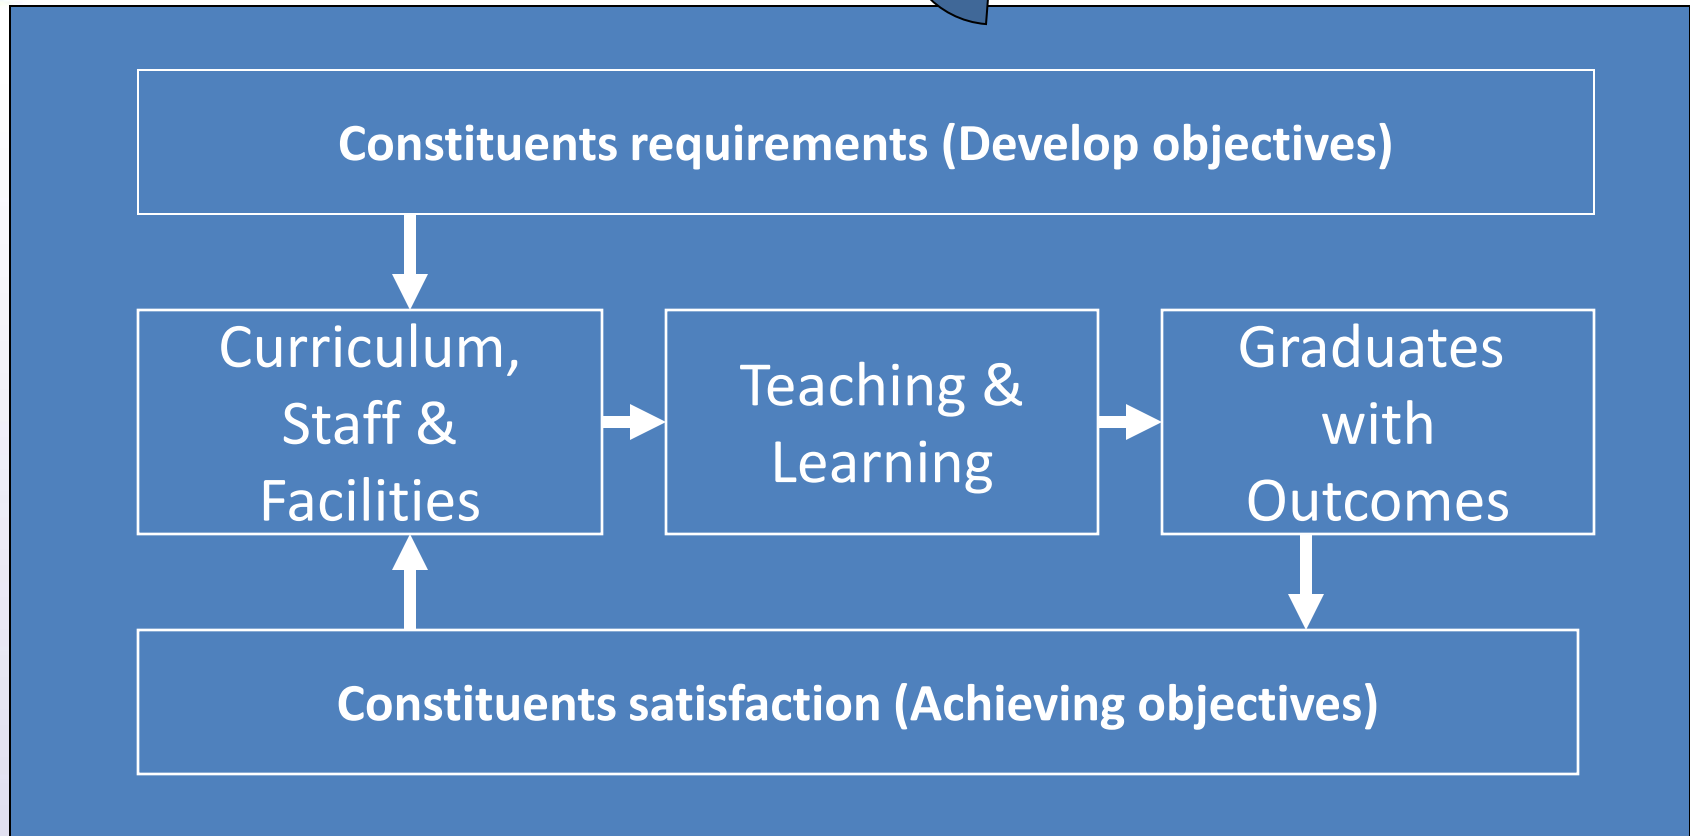 Constituents requirements (Develop objectives)
Curriculum,
Staff &
Facilities
Teaching &
Learning
Graduates
with
Outcomes
Constituents satisfaction (Achieving objectives)